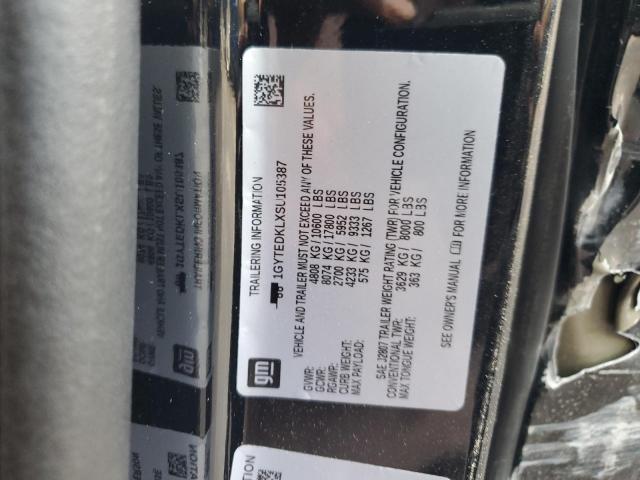 TRAILERING INFORMATION
1GYTEDKLXSU105387
VEHICLE AND TRAILER MUST NOT EXCEED ANY OF THESE VALUES.
GVWR: 4808 KG/10600 LBS
GCWR: 8074 KG/17800 LBS
RGAWR: 2700 KG/ 5952 LBS
CURB WEIGHT: 4233 KG/ 9333 LBS
MAX PAYLOAD: 575 KG/ 1267 LBS
SAE J2807 TRAILER WEIGHT RATING (TWR) FOR VEHICLE CONFIGURATION.
CONVENTIONAL TWR: 3629 KG/ 8000 LBS
MAX TONGUE WEIGHT: 363 KG/ 800 LBS
SEE OWNER'S MANUAL FOR MORE INFORMATION
gm